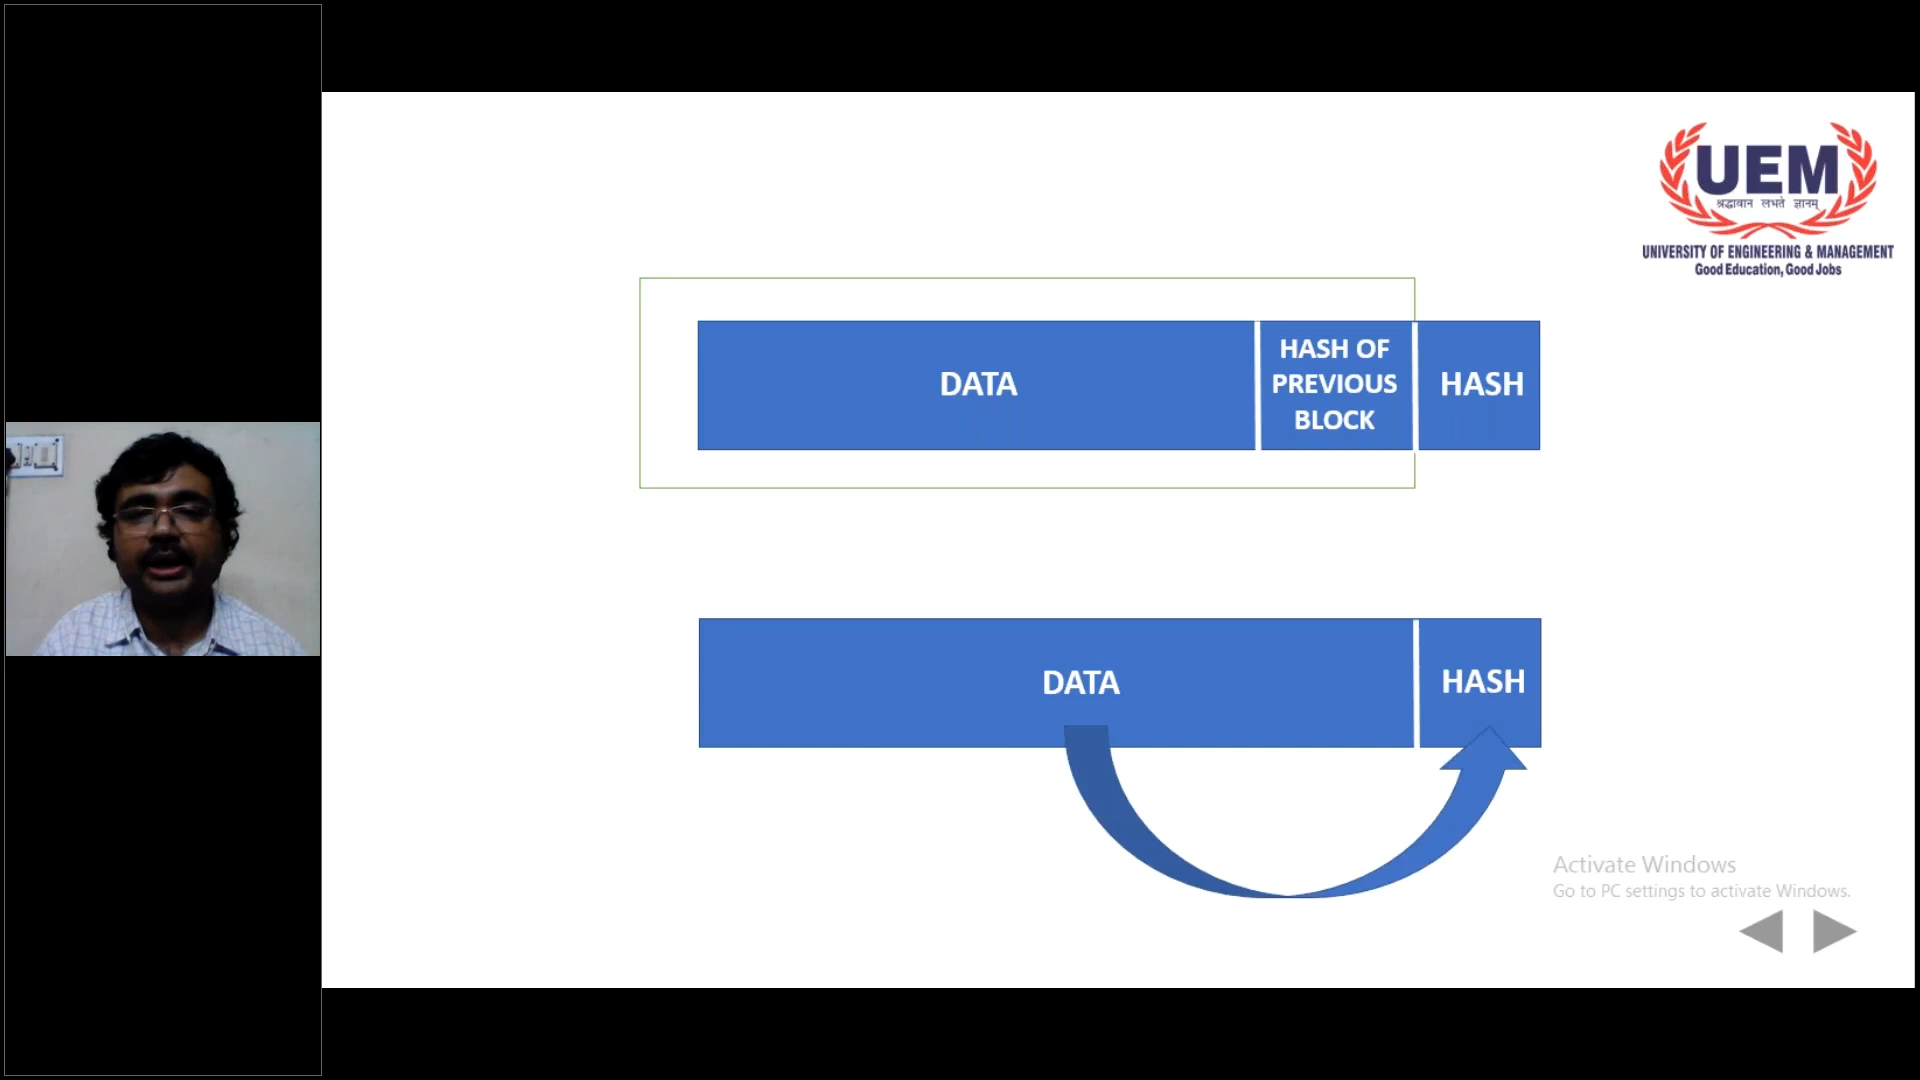 UEM
श्रद्धावान लभते ज्ञानम्
UNIVERSITY OF ENGINEERING & MANAGEMENT
Good Education, Good Jobs
DATA
HASH OF
PREVIOUS
BLOCK
HASH
DATA
HASH
Activate Windows
Go to PC settings to activate Windows.